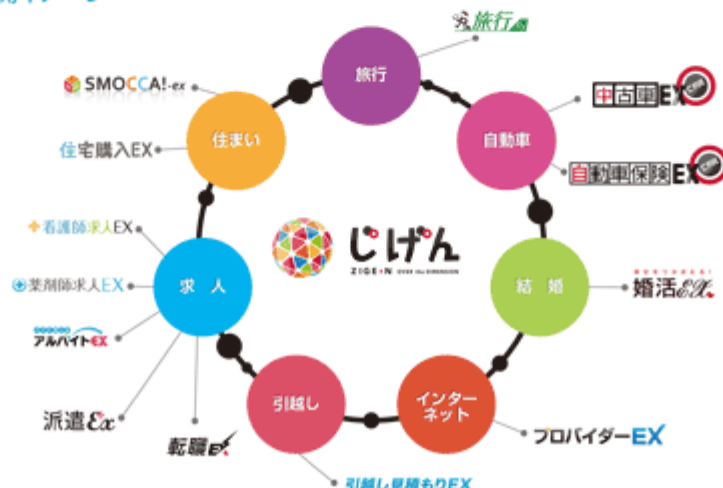 旅行
旅行
SMOCCA!-ex
住まい
自動車
中古車EX
住宅購入EX
自動車保険EX
看護師求人EX
じげん
ZIGExN OVER the DIMENSION
薬剤師求人EX
求 人
結 婚
婚活EX
アルバイトEX
引越し
インター
ネット
派遣Ex
転職EX
プロバイダーEX
引越し見積もりEX